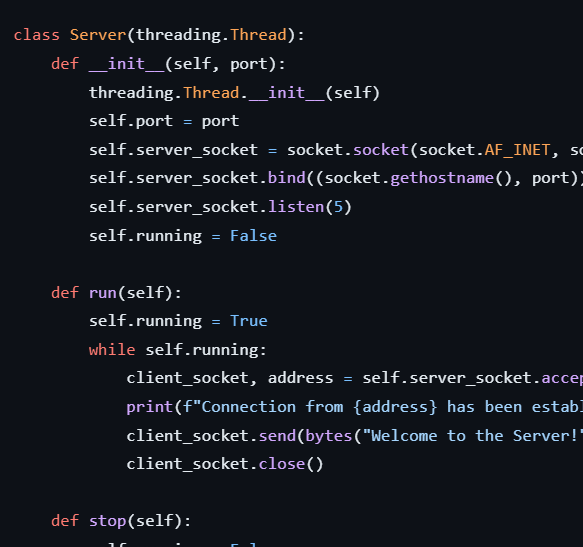 class Server(threading.Thread):
    def __init__(self, port):
        threading.Thread.__init__(self)
        self.port = port
        self.server_socket = socket.socket(socket.AF_INET,
        self.server_socket.bind((socket.gethostname(), port))
        self.server_socket.listen(5)
        self.running = False

    def run(self):
        self.running = True
        while self.running:
            client_socket, address = self.server_socket.accep
            print(f"Connection from {address} has been establ
            client_socket.send(bytes("Welcome to the Server!"
            client_socket.close()

    def stop(self):